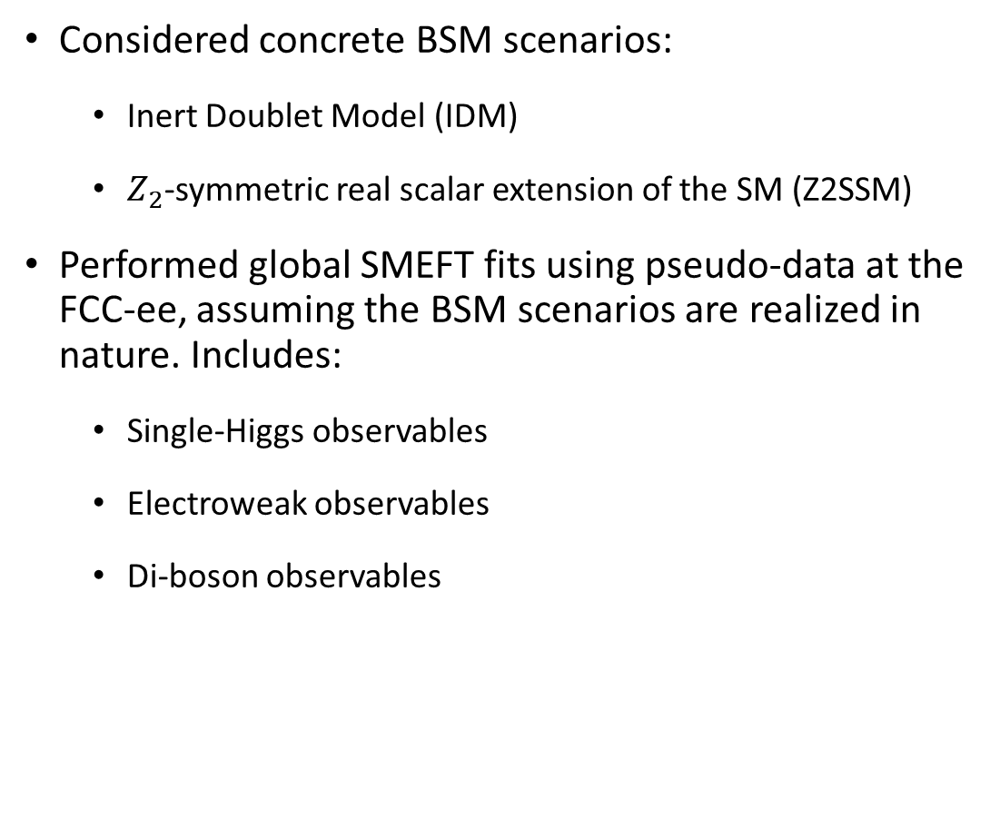 • Considered concrete BSM scenarios:
• Inert Doublet Model (IDM)
• 𝑍₂-symmetric real scalar extension of the SM (Z2SSM)
• Performed global SMEFT fits using pseudo-data at the
FCC-ee, assuming the BSM scenarios are realized in
nature. Includes:
• Single-Higgs observables
• Electroweak observables
• Di-boson observables